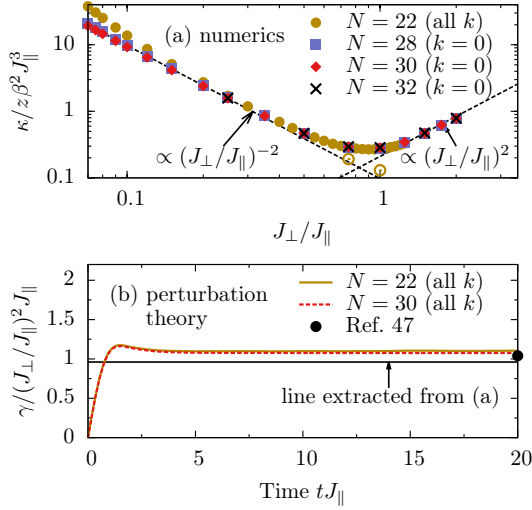 10
1
0.1
κ/zβ²J∥³
(a) numerics
N = 22 (all k)
N = 28 (k = 0)
N = 30 (k = 0)
N = 32 (k = 0)
∝ (J⊥/J∥)⁻²
∝ (J⊥/J∥)²
0.1
1
J⊥/J∥
2
1.5
1
0.5
0
γ/(J⊥/J∥)²J∥
(b) perturbation
theory
N = 22 (all k)
N = 30 (all k)
Ref. 47
line extracted from (a)
0
5
10
15
20
Time tJ∥